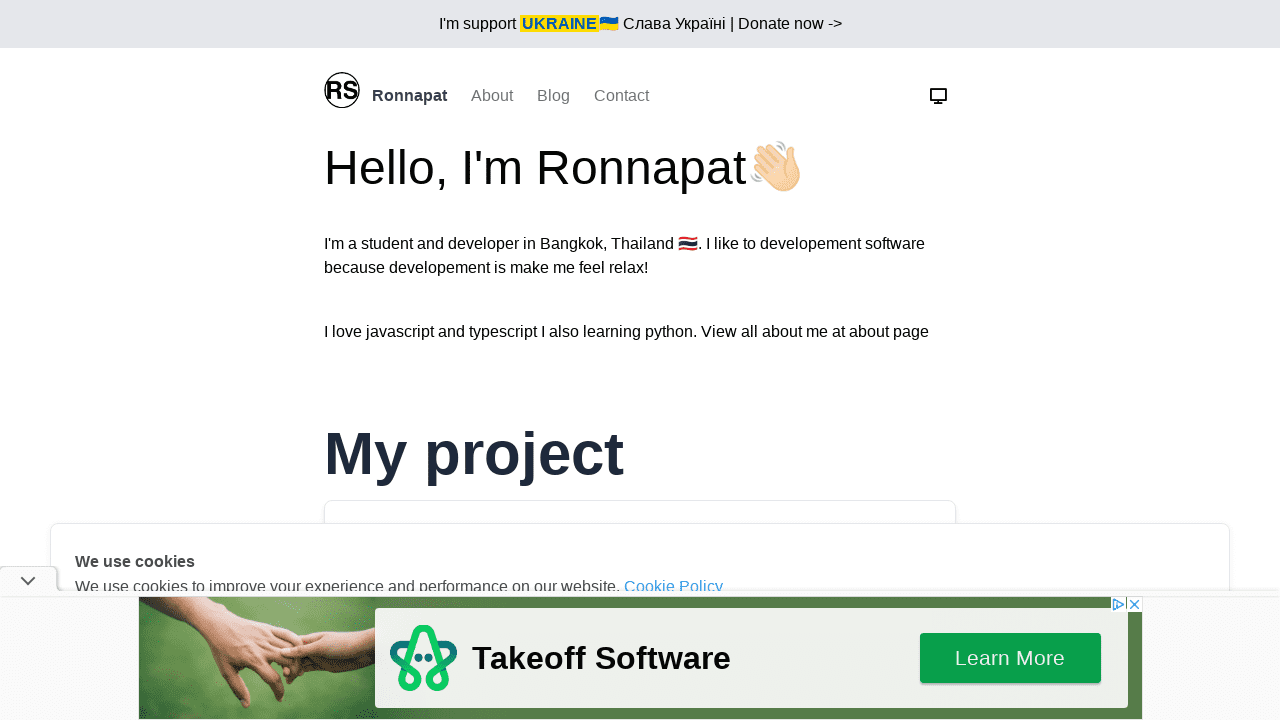 I'm support UKRAINE🇺🇦 Слава Україні | Donate now ->
RS Ronnapat About Blog Contact
Hello, I'm Ronnapat👋🏻
I'm a student and developer in Bangkok, Thailand 🇹🇭. I like to developement software
because developement is make me feel relax!
I love javascript and typescript I also learning python. View all about me at about page
My project
We use cookies
We use cookies to improve your experience and performance on our website. Cookie Policy
Takeoff Software
Learn More